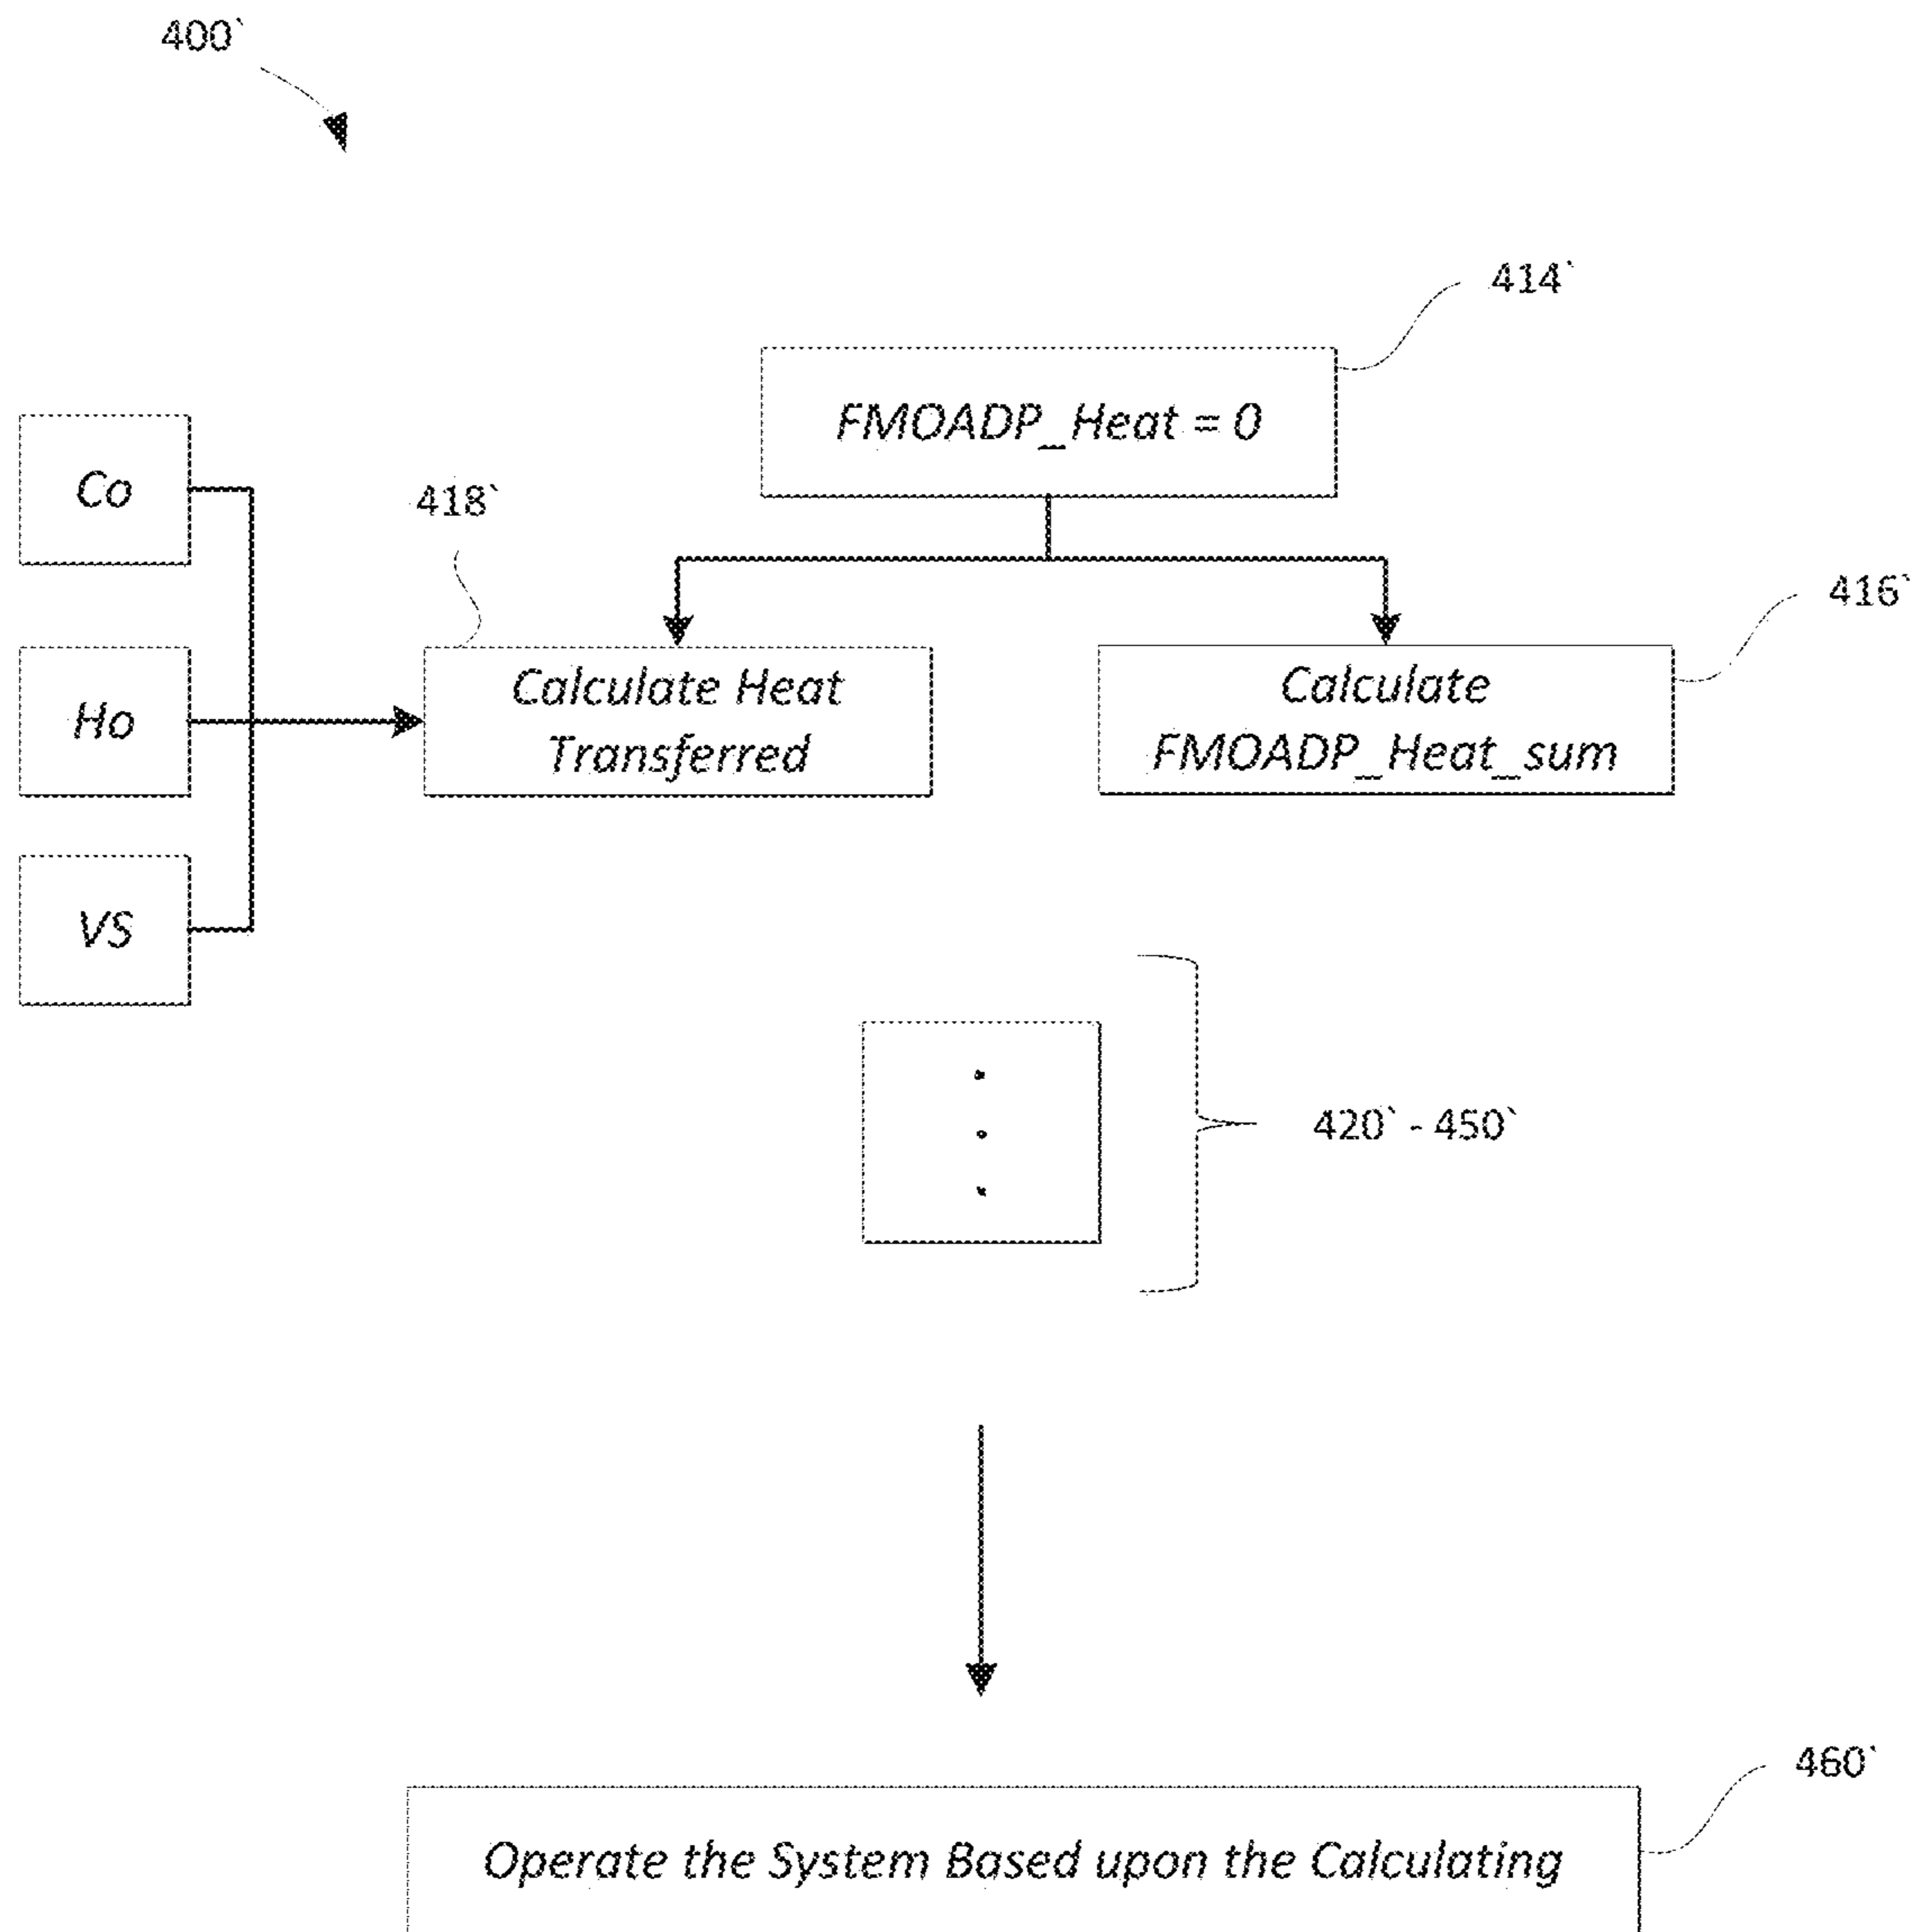 400`
414`
FMOADP_Heat = 0
Co
418`
416`
Ho
Calculate Heat
Transferred
Calculate
FMOADP_Heat_sum
VS
420` - 450`
460`
Operate the System Based upon the Calculating